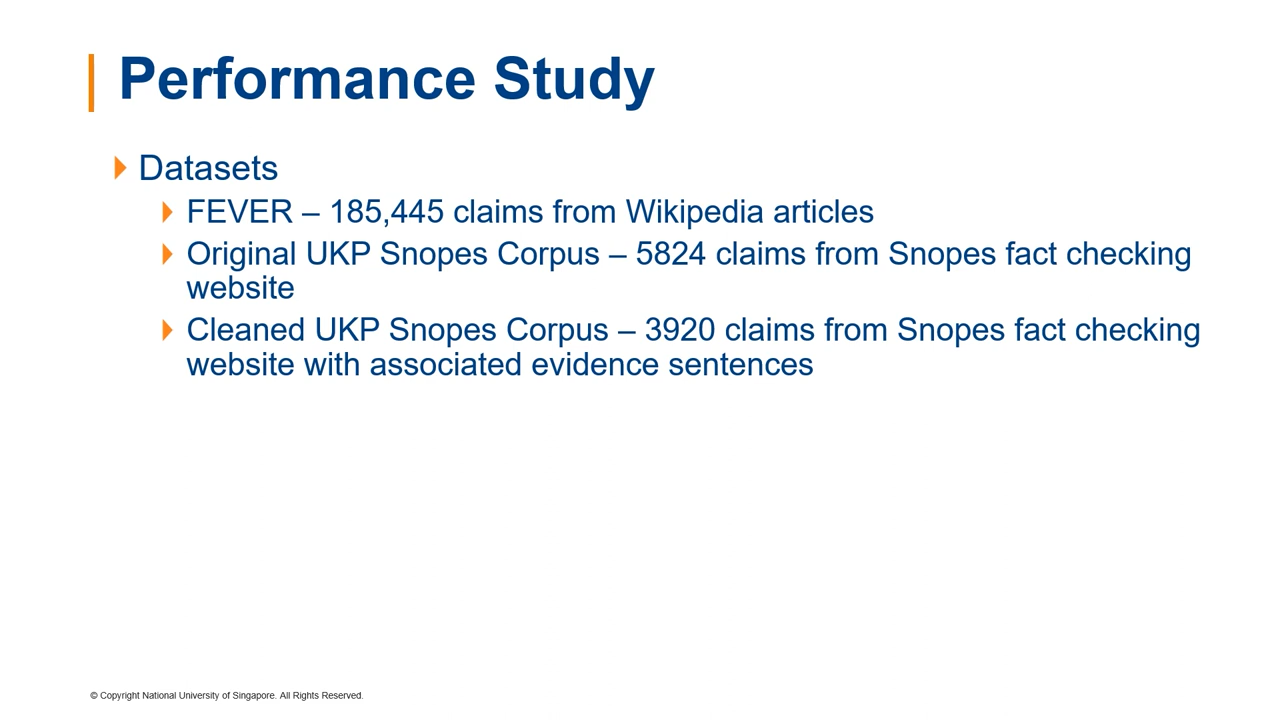 Performance Study
Datasets
FEVER – 185,445 claims from Wikipedia articles
Original UKP Snopes Corpus – 5824 claims from Snopes fact checking
website
Cleaned UKP Snopes Corpus – 3920 claims from Snopes fact checking
website with associated evidence sentences
© Copyright National University of Singapore. All Rights Reserved.